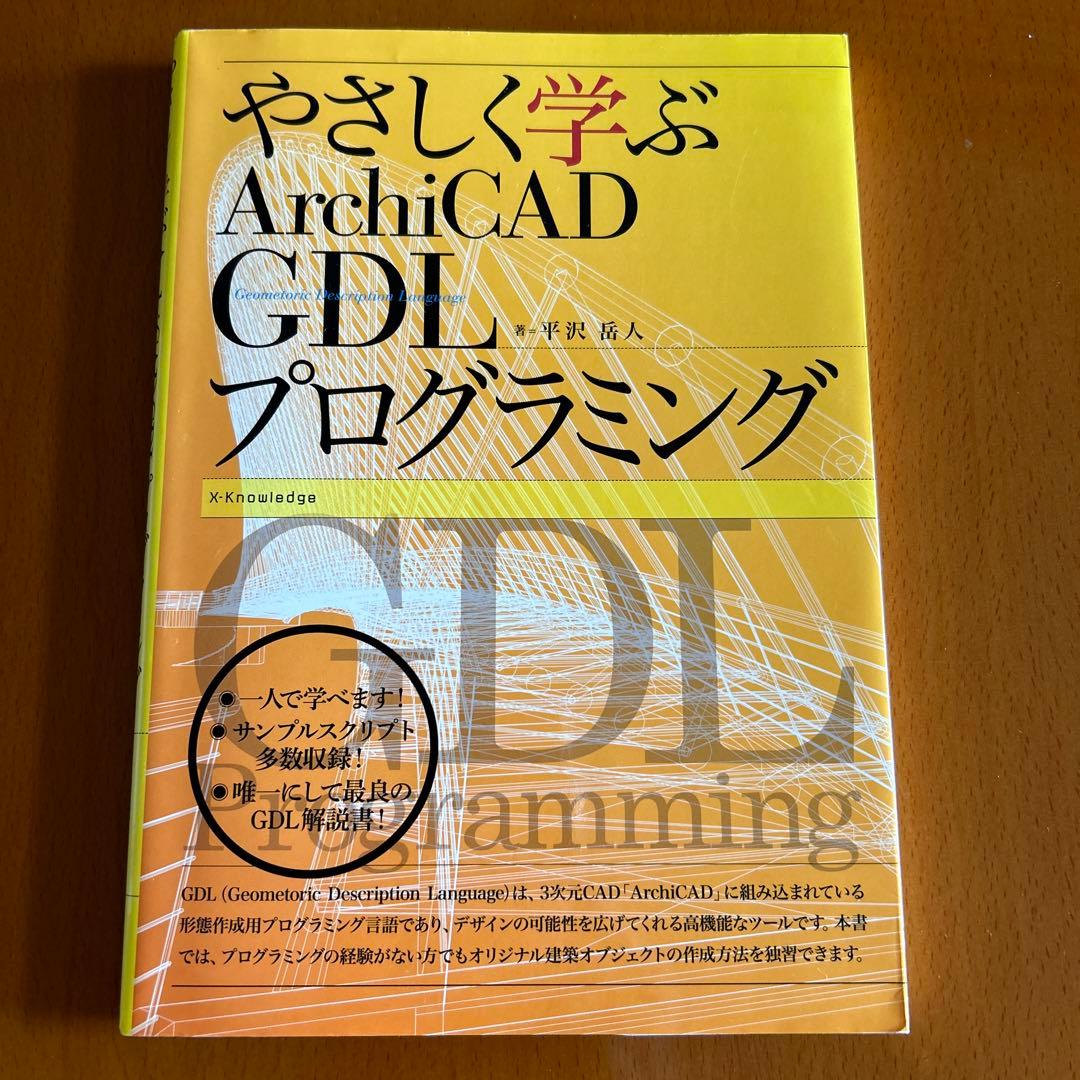 やさしく学ぶ
ArchiCAD
GDL
Geometoric Description Language
著=平沢 岳人
プログラミング
X-Knowledge
GDL
Programming
◉一人で学べます!
◉サンプルスクリプト
多数収録!
◉唯一にして最良の
GDL解説書!
GDL(Geometoric Description Language)は、3次元CAD「ArchiCAD」に組み込まれている
形態作成用プログラミング言語であり、デザインの可能性を広げてくれる高機能なツールです。本書
では、プログラミングの経験がない方でもオリジナル建築オブジェクトの作成方法を独習できます。